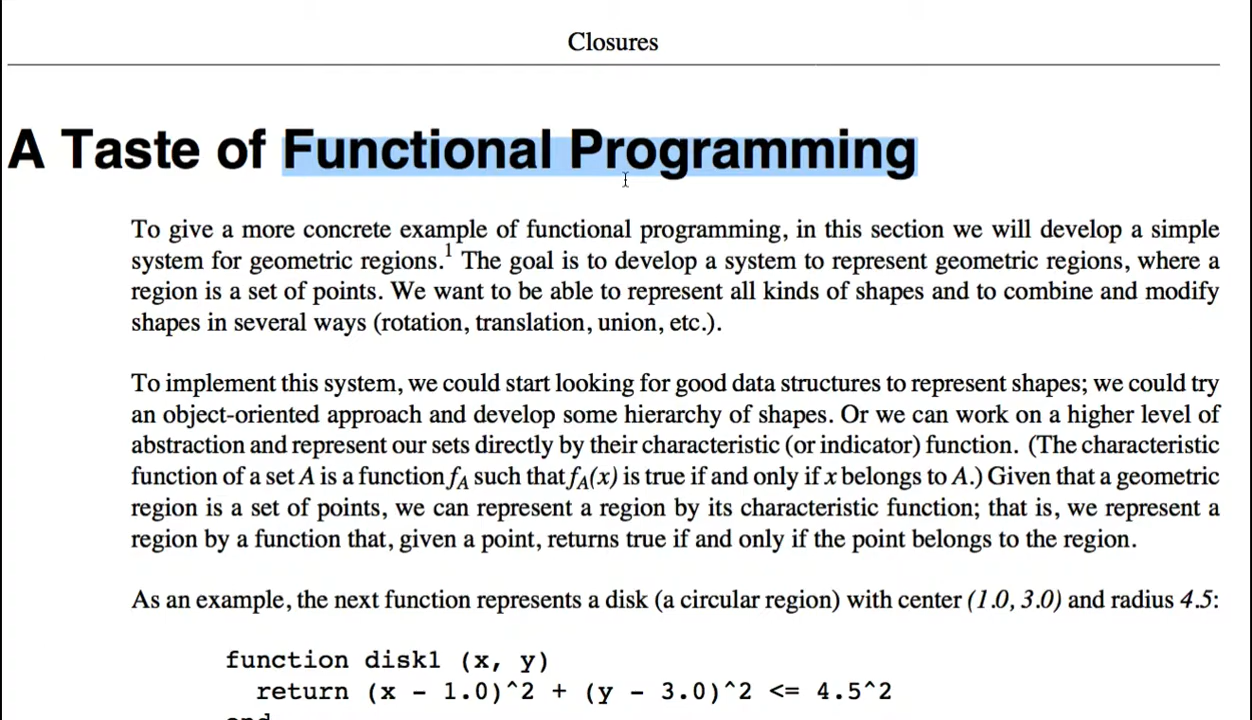 Closures
A Taste of Functional Programming
To give a more concrete example of functional programming, in this section we will develop a simple
system for geometric regions.1 The goal is to develop a system to represent geometric regions, where a
region is a set of points. We want to be able to represent all kinds of shapes and to combine and modify
shapes in several ways (rotation, translation, union, etc.).
To implement this system, we could start looking for good data structures to represent shapes; we could try
an object-oriented approach and develop some hierarchy of shapes. Or we can work on a higher level of
abstraction and represent our sets directly by their characteristic (or indicator) function. (The characteristic
function of a set A is a function fA such that fA(x) is true if and only if x belongs to A.) Given that a geometric
region is a set of points, we can represent a region by its characteristic function; that is, we represent a
region by a function that, given a point, returns true if and only if the point belongs to the region.
As an example, the next function represents a disk (a circular region) with center (1.0, 3.0) and radius 4.5:
function disk1 (x, y)
return (x - 1.0)^2 + (y - 3.0)^2 <= 4.5^2
end